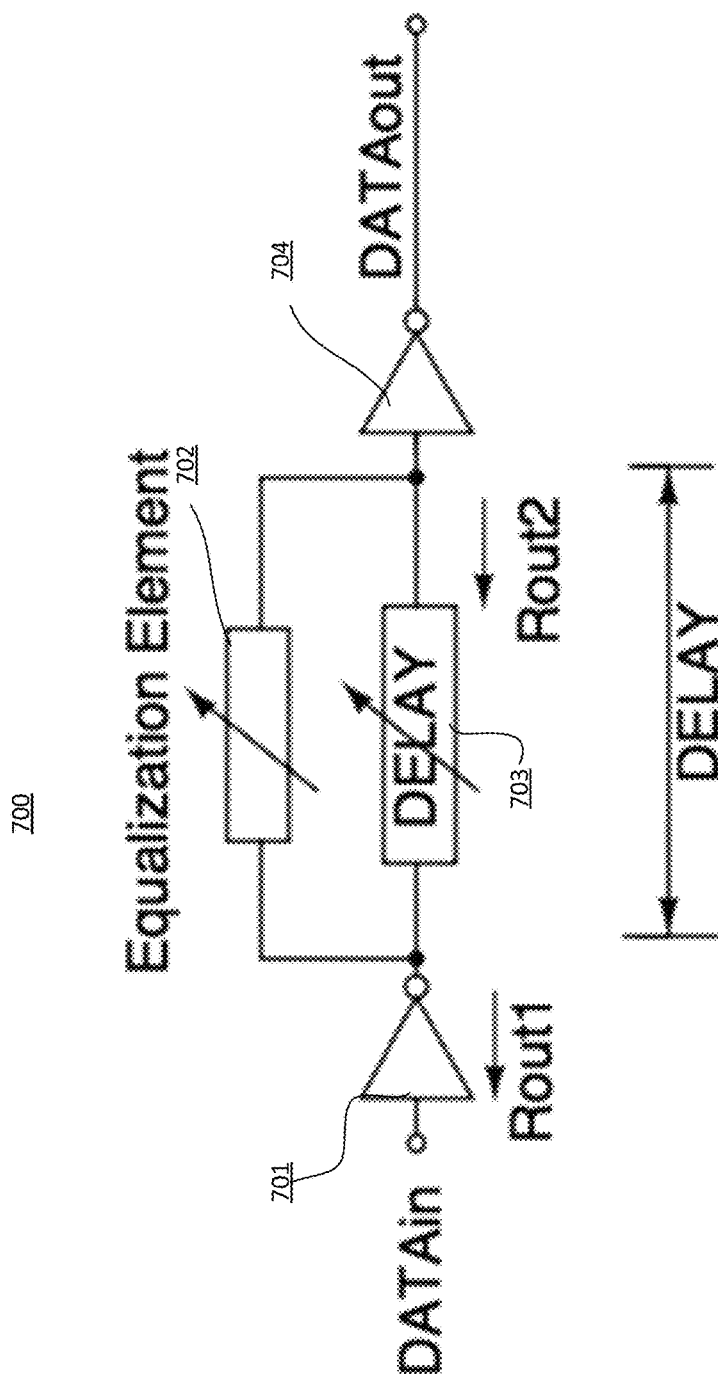 700
Equalization Element
702
704
701
DATAin
DELAY
703
DATAout
Rout1
Rout2
DELAY